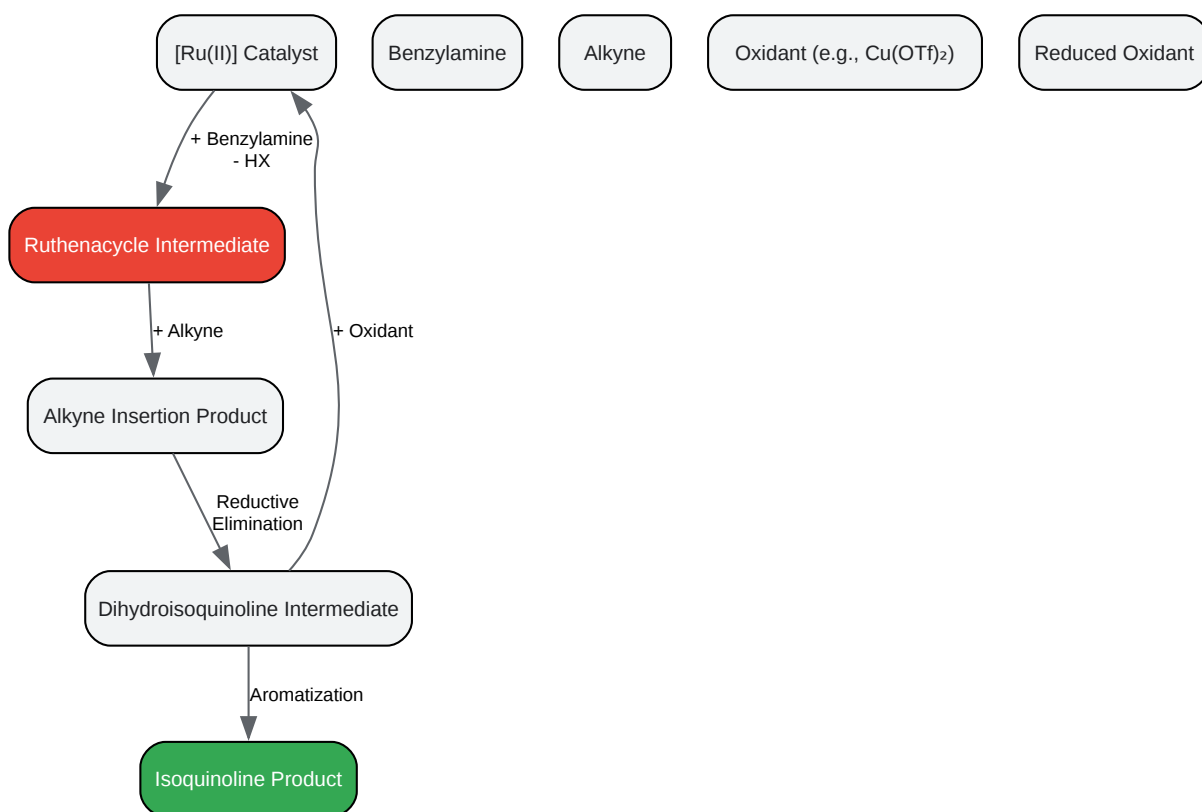 [Ru(II)] Catalyst
Benzylamine
Alkyne
Oxidant (e.g., Cu(OTf)₂)
Reduced Oxidant
+ Benzylamine
- HX
Ruthenacycle Intermediate
+ Alkyne
+ Oxidant
Alkyne Insertion Product
Reductive
Elimination
Dihydroisoquinoline Intermediate
Aromatization
Isoquinoline Product